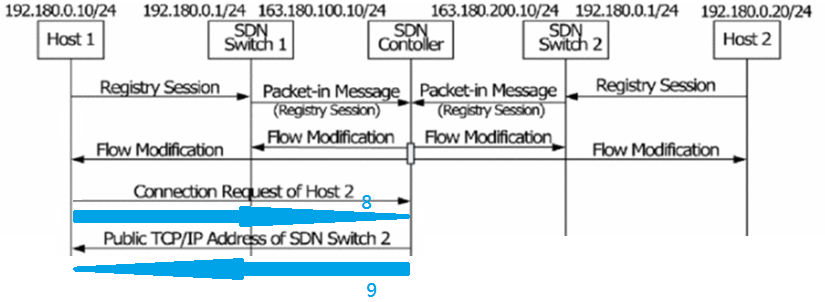 192.180.0.10/24 192.180.0.1/24 163.180.100.10/24 163.180.200.10/24 192.180.0.1/24 192.180.0.20/24
Host 1
SDN
Switch 1
SDN
Contoller
SDN
Switch 2
Host 2
Registry Session
Packet-in Message
(Registry Session)
Packet-in Message
(Registry Session)
Registry Session
Flow Modification
Flow Modification
Flow Modification
Flow Modification
Connection Request of Host 2
8
Public TCP/IP Address of SDN Switch 2
9